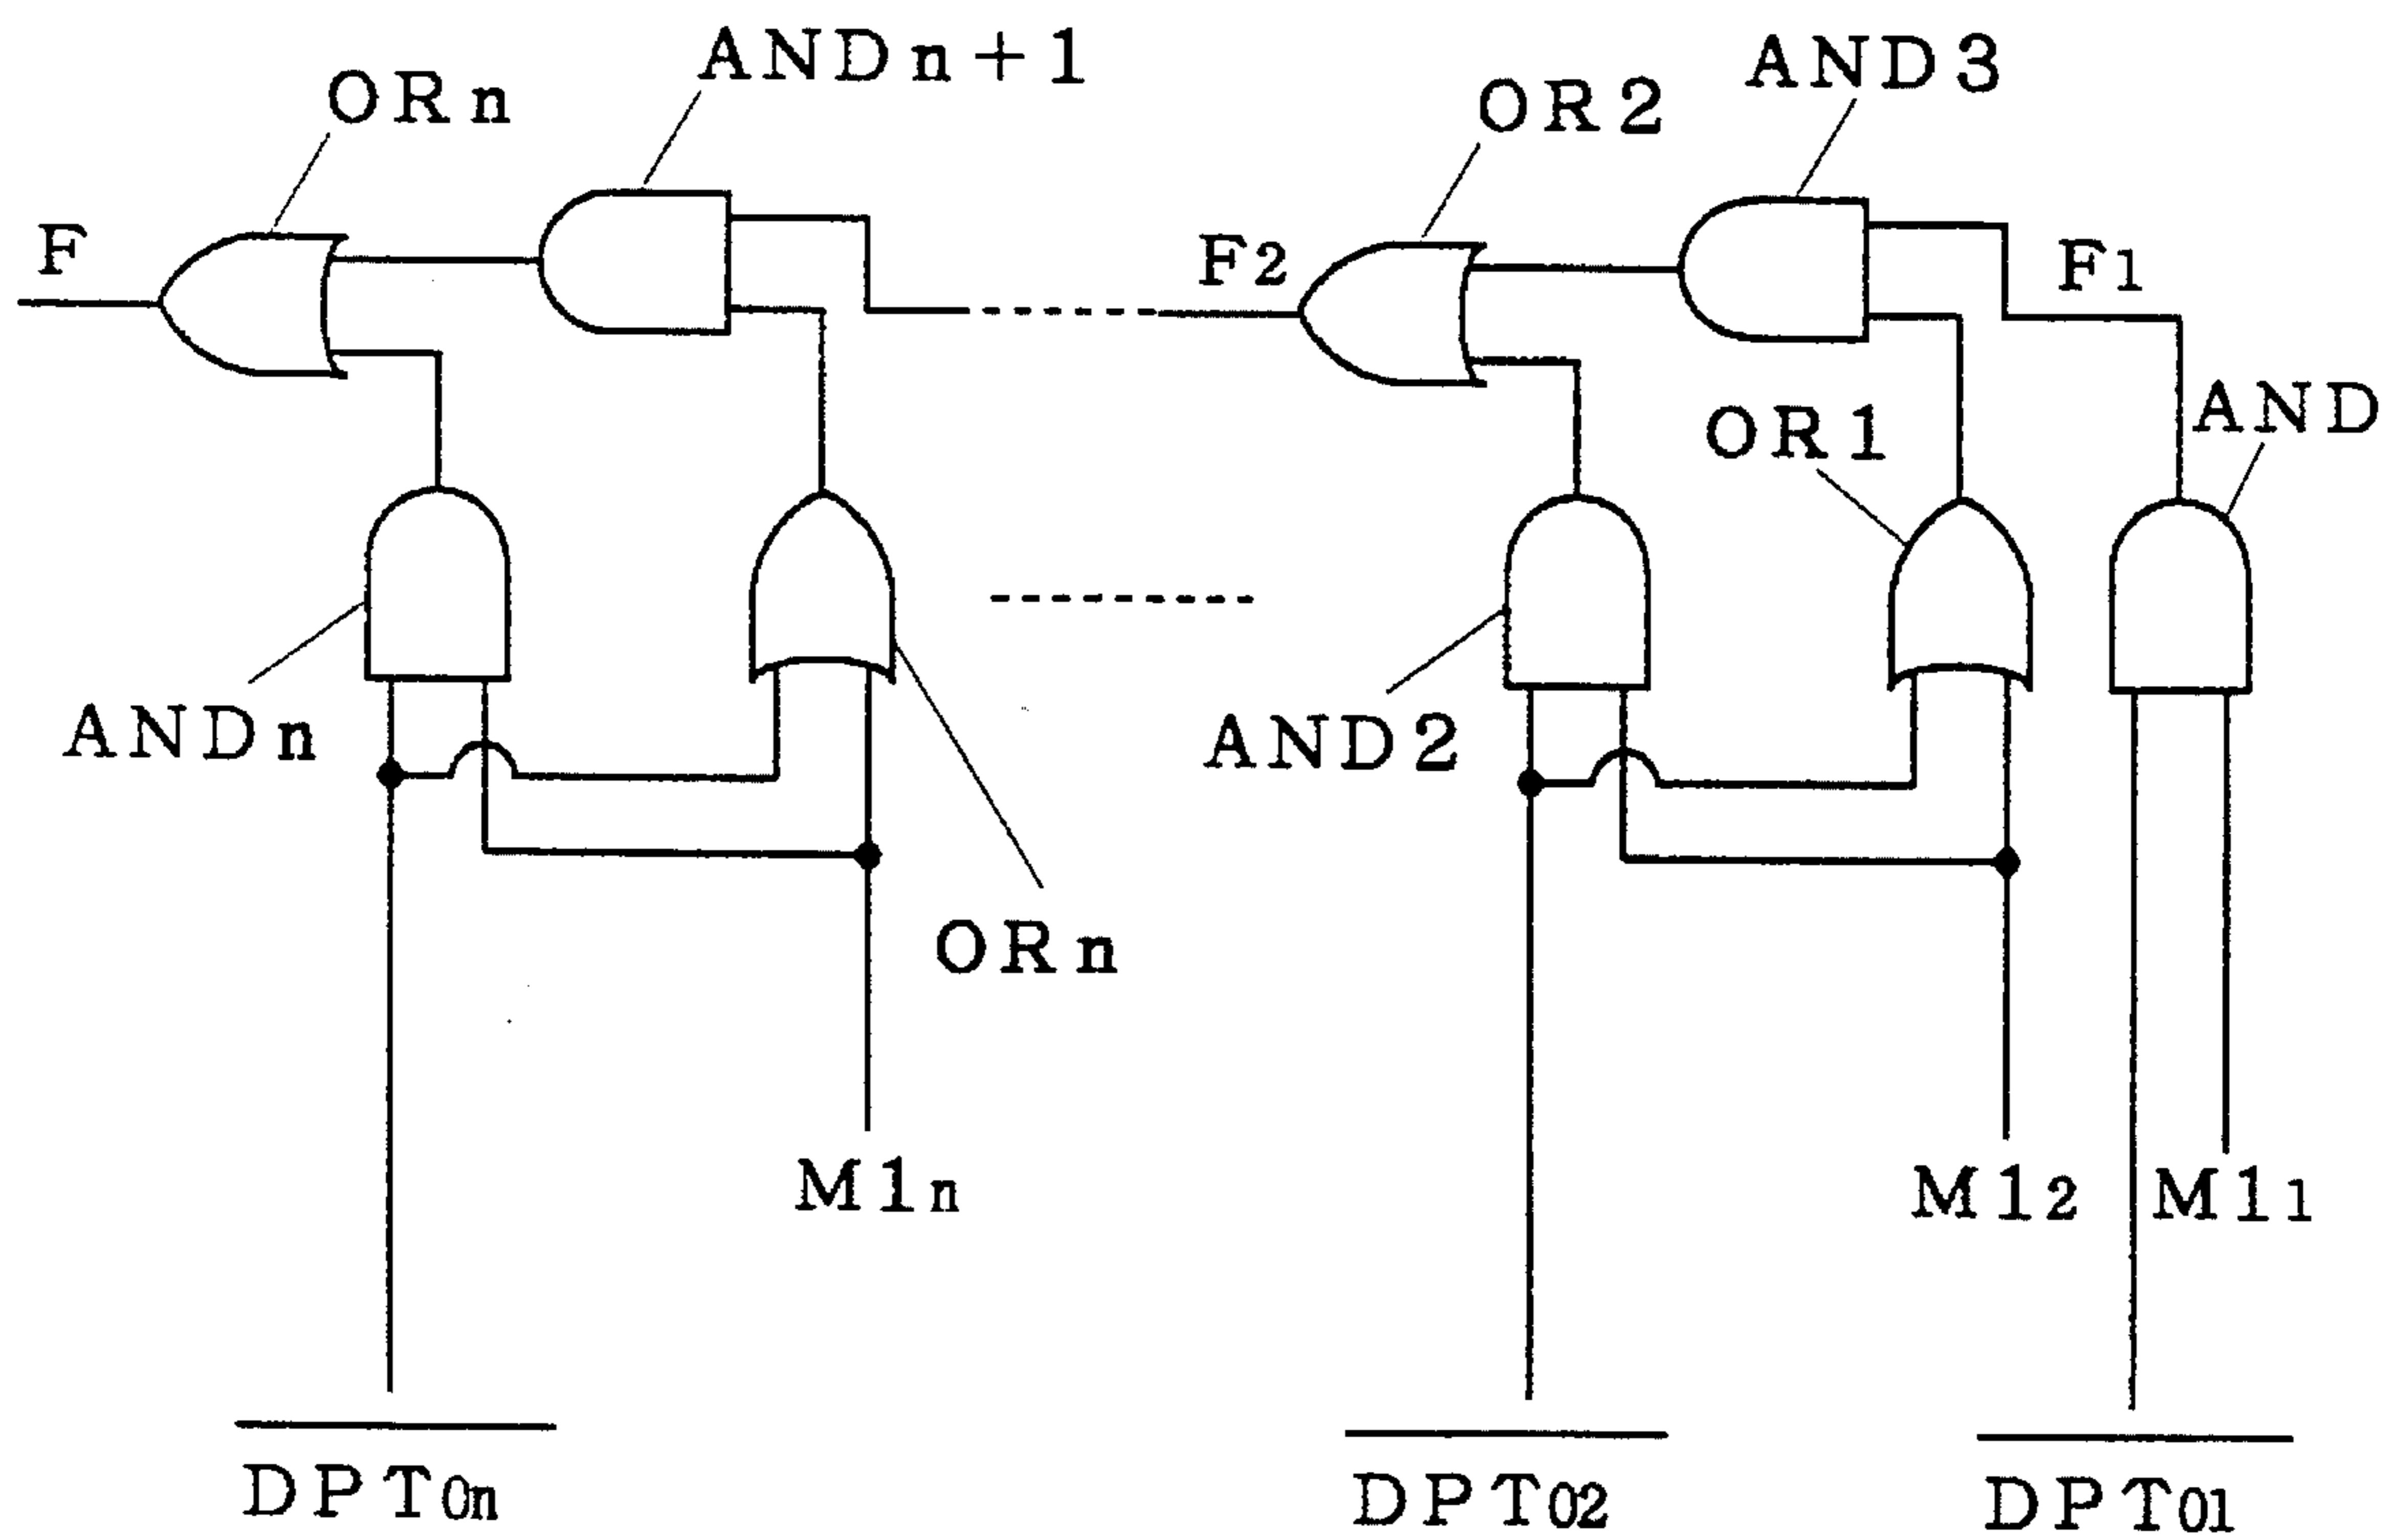 ANDn+1
AND3
ORn
OR2
F
F2
F1
AND
OR1
ANDn
AND2
ORn
M1n
M12
M11
DPT0n
DPT02
DPT01